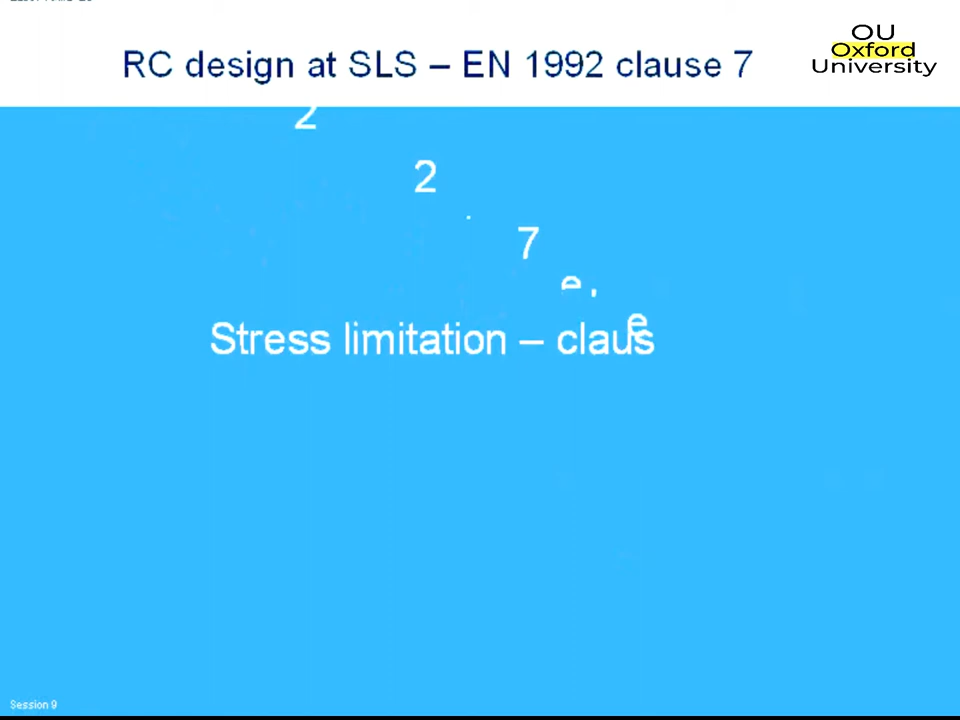 RC design at SLS – EN 1992 clause 7
OU
Oxford
University
2
2
.
7
e,
e
Stress limitation – claus
Session 9